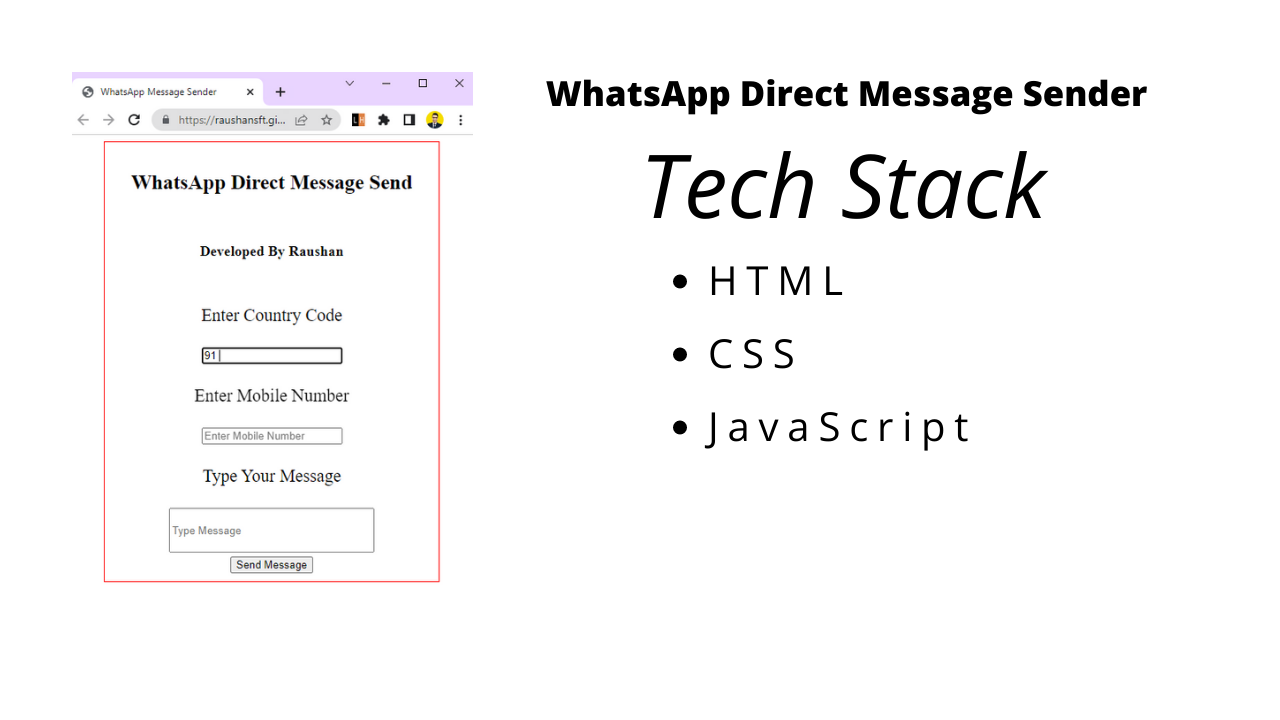 WhatsApp Message Sender
https://raushansft.gi...
WhatsApp Direct Message Send
Developed By Raushan
Enter Country Code
91
Enter Mobile Number
Enter Mobile Number
Type Your Message
Type Message
Send Message
WhatsApp Direct Message Sender
Tech Stack
• HTML
• CSS
• JavaScript